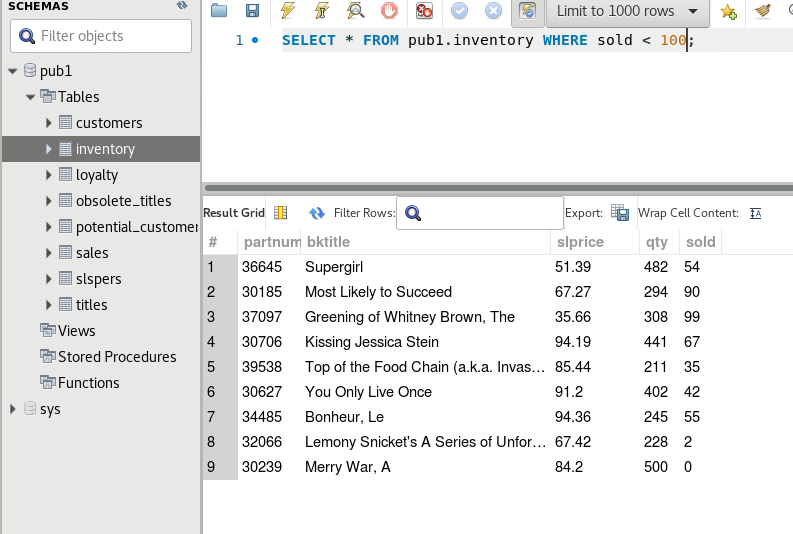 SCHEMAS
Filter objects
pub1
Tables
customers
inventory
loyalty
obsolete_titles
potential_customer
sales
slspers
titles
Views
Stored Procedures
Functions
sys
Limit to 1000 rows
1 SELECT * FROM pub1.inventory WHERE sold < 100;
Result Grid Filter Rows: Export: Wrap Cell Content: IA
# partnum bktitle slprice qty sold
1 36645 Supergirl 51.39 482 54
2 30185 Most Likely to Succeed 67.27 294 90
3 37097 Greening of Whitney Brown, The 35.66 308 99
4 30706 Kissing Jessica Stein 94.19 441 67
5 39538 Top of the Food Chain (a.k.a. Invas... 85.44 211 35
6 30627 You Only Live Once 91.2 402 42
7 34485 Bonheur, Le 94.36 245 55
8 32066 Lemony Snicket's A Series of Unfor... 67.42 228 2
9 30239 Merry War, A 84.2 500 0